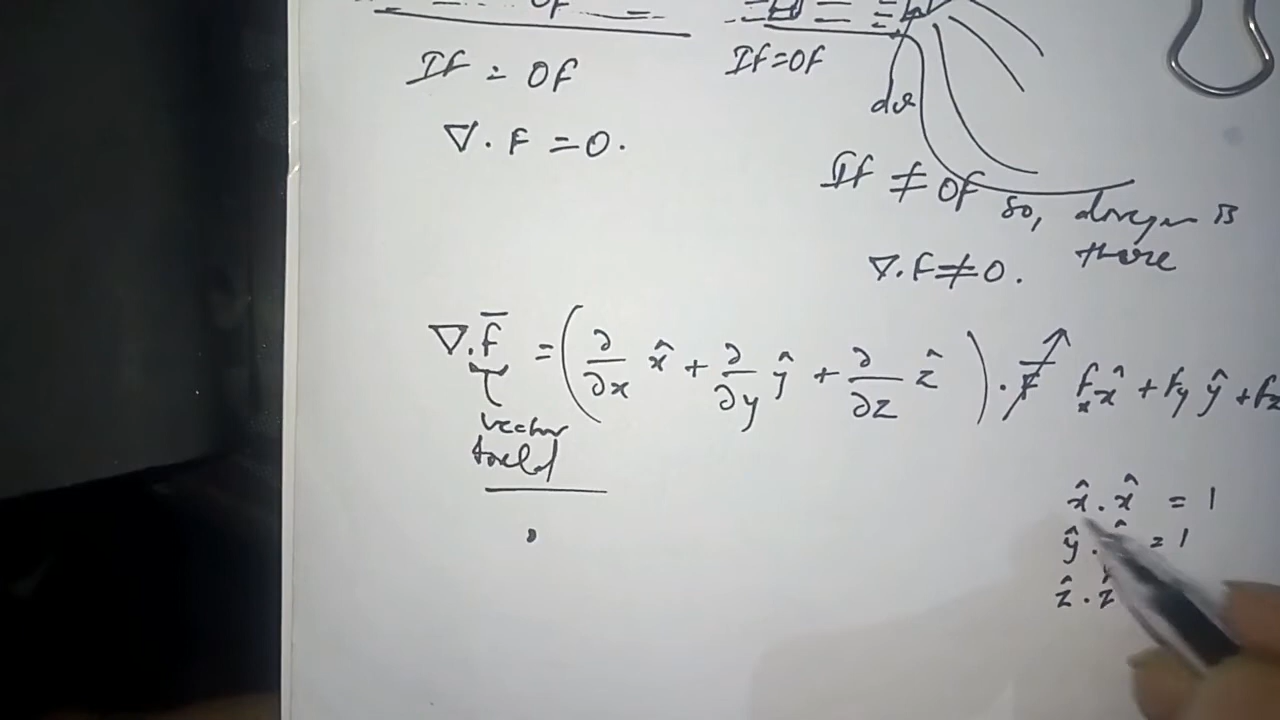 If = OF
If = OF
∇. F = 0.
dv
If ≠ OF so, is
there
∇. F ≠ 0.
∇. F̅ = ( ∂/∂x x̂ + ∂/∂y ŷ + ∂/∂z ẑ ) . Fₓ x̂ + Fy ŷ + Fz
vector
field
x̂ . x̂ = 1
ŷ . = 1
ẑ . ẑ